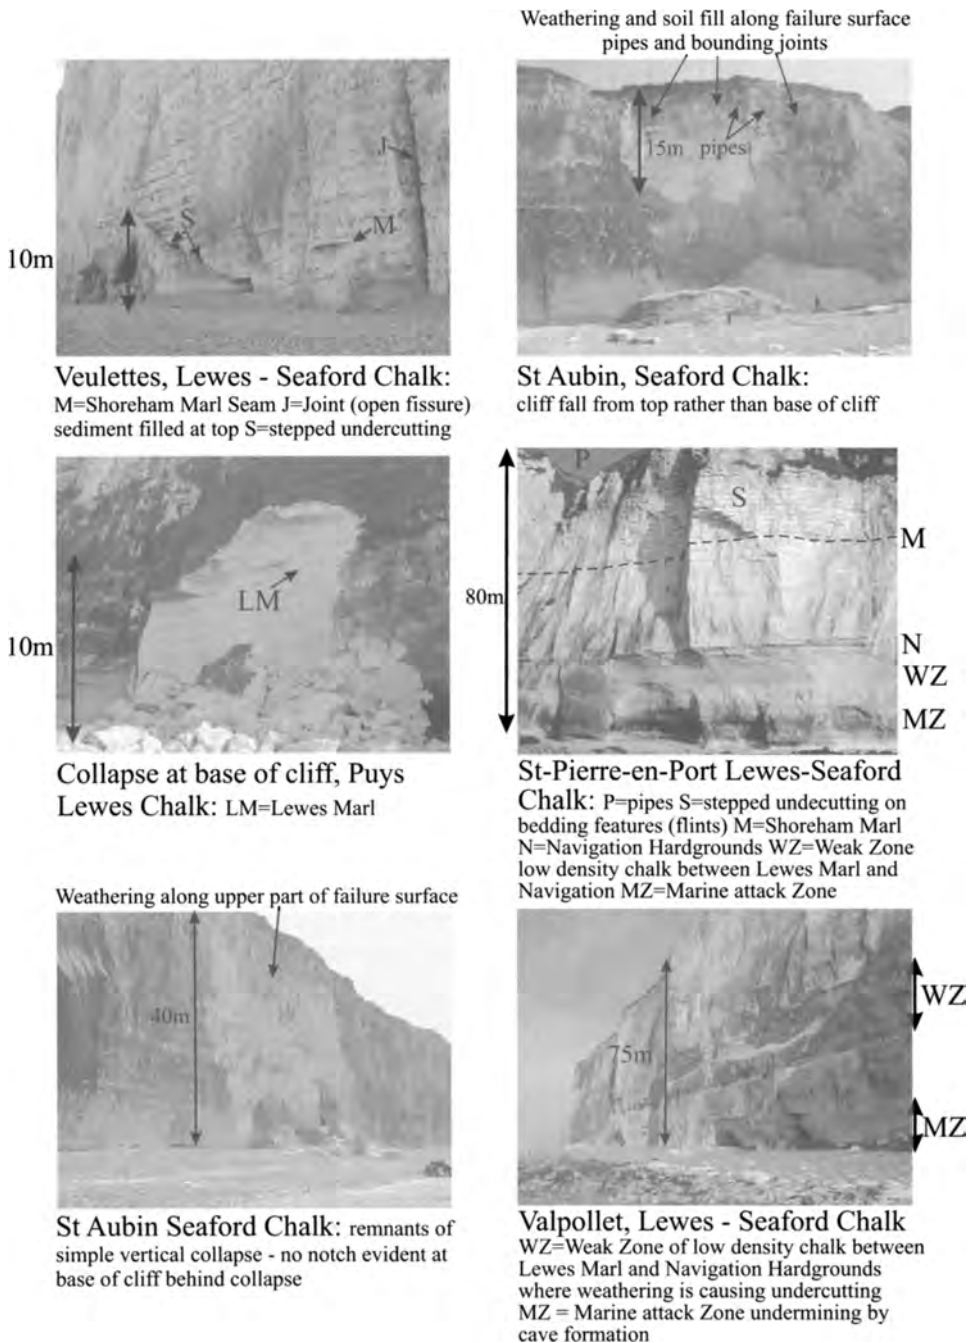 Weathering and soil fill along failure surface
pipes and bounding joints
10m
J
S
M
Veulettes, Lewes - Seaford Chalk:
M=Shoreham Marl Seam J=Joint (open fissure)
sediment filled at top S=stepped undercutting
15m
pipes
St Aubin, Seaford Chalk:
cliff fall from top rather than base of cliff
10m
LM
Collapse at base of cliff, Puys
Lewes Chalk: LM=Lewes Marl
80m
P
S
M
N
WZ
MZ
St-Pierre-en-Port Lewes-Seaford
Chalk: P=pipes S=stepped undecutting on
bedding features (flints) M=Shoreham Marl
N=Navigation Hardgrounds WZ=Weak Zone
low density chalk between Lewes Marl and
Navigation MZ=Marine attack Zone
Weathering along upper part of failure surface
40m
St Aubin Seaford Chalk: remnants of
simple vertical collapse - no notch evident at
base of cliff behind collapse
75m
WZ
MZ
Valpollet, Lewes - Seaford Chalk
WZ=Weak Zone of low density chalk between
Lewes Marl and Navigation Hardgrounds
where weathering is causing undercutting
MZ = Marine attack Zone undermining by
cave formation